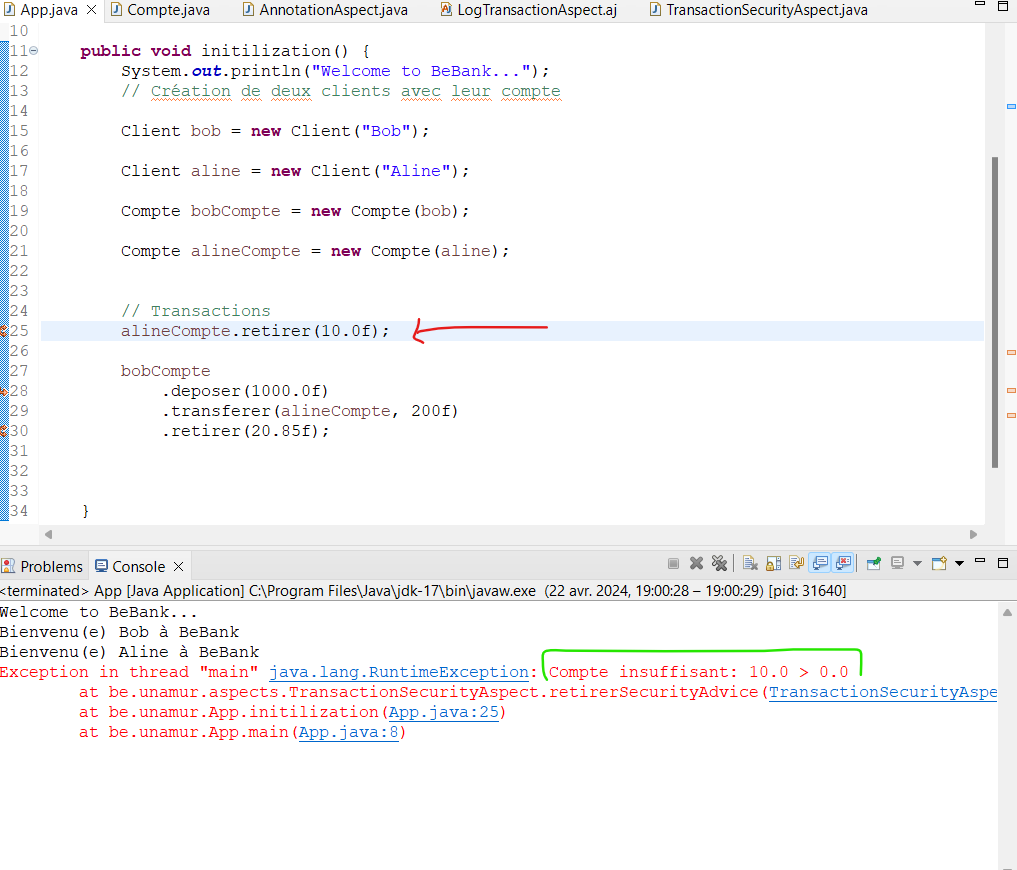 App.java Compte.java AnnotationAspect.java LogTransactionAspect.aj TransactionSecurityAspect.java
10
11 public void initilization() {
12 System.out.println("Welcome to BeBank...");
13 // Création de deux clients avec leur compte
14
15 Client bob = new Client("Bob");
16
17 Client aline = new Client("Aline");
18
19 Compte bobCompte = new Compte(bob);
20
21 Compte alineCompte = new Compte(aline);
22
23
24 // Transactions
25 alineCompte.retirer(10.0f);
26
27 bobCompte
28 .deposer(1000.0f)
29 .transferer(alineCompte, 200f)
30 .retirer(20.85f);
31
32
33
34 }
Problems Console
<terminated> App [Java Application] C:\Program Files\Java\jdk-17\bin\javaw.exe (22 avr. 2024, 19:00:28 – 19:00:29) [pid: 31640]
Welcome to BeBank...
Bienvenu(e) Bob à BeBank
Bienvenu(e) Aline à BeBank
Exception in thread "main" java.lang.RuntimeException: Compte insuffisant: 10.0 > 0.0
at be.unamur.aspects.TransactionSecurityAspect.retirerSecurityAdvice(TransactionSecurityAspe
at be.unamur.App.initilization(App.java:25)
at be.unamur.App.main(App.java:8)